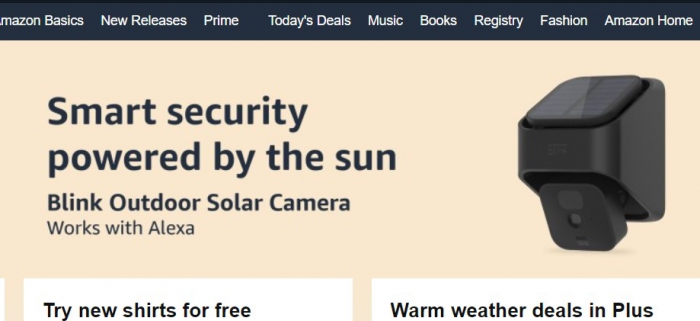 mazon Basics New Releases Prime Today's Deals Music Books Registry Fashion Amazon Home
Smart security
powered by the sun
Blink Outdoor Solar Camera
Works with Alexa
Try new shirts for free
Warm weather deals in Plus